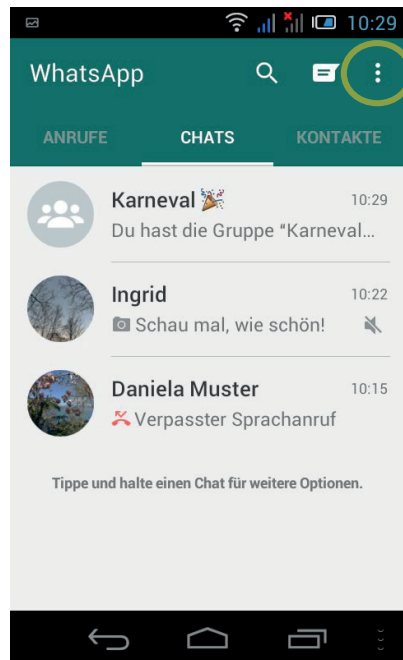 10:29
WhatsApp
ANRUFE CHATS KONTAKTE
Karneval 🎉 10:29
Du hast die Gruppe “Karneval...
Ingrid 10:22
Schau mal, wie schön!
Daniela Muster 10:15
Verpasster Sprachanruf
Tippe und halte einen Chat für weitere Optionen.